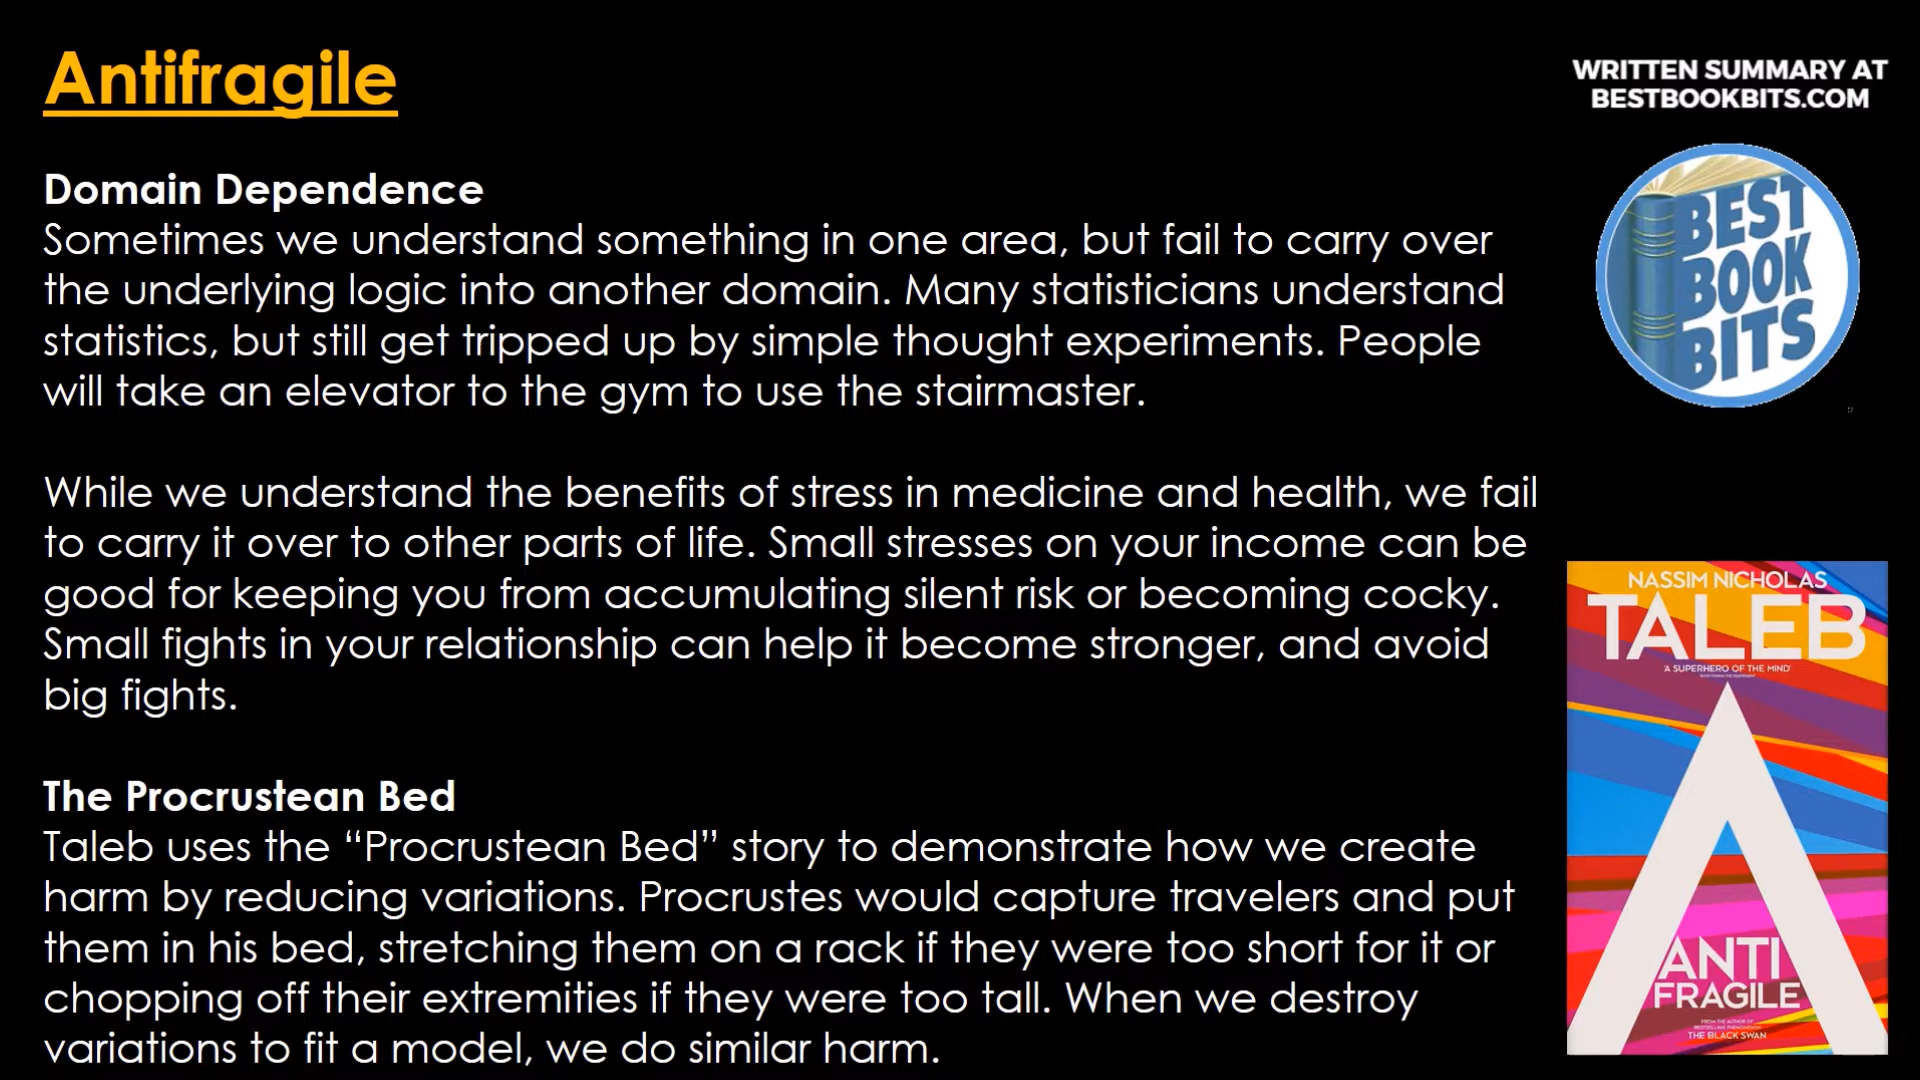 Antifragile
WRITTEN SUMMARY AT
BESTBOOKBITS.COM
BEST
BOOK
BITS
Domain Dependence
Sometimes we understand something in one area, but fail to carry over
the underlying logic into another domain. Many statisticians understand
statistics, but still get tripped up by simple thought experiments. People
will take an elevator to the gym to use the stairmaster.
While we understand the benefits of stress in medicine and health, we fail
to carry it over to other parts of life. Small stresses on your income can be
good for keeping you from accumulating silent risk or becoming cocky.
Small fights in your relationship can help it become stronger, and avoid
big fights.
The Procrustean Bed
Taleb uses the “Procrustean Bed” story to demonstrate how we create
harm by reducing variations. Procrustes would capture travelers and put
them in his bed, stretching them on a rack if they were too short for it or
chopping off their extremities if they were too tall. When we destroy
variations to fit a model, we do similar harm.
NASSIM NICHOLAS
TALEB
'A SUPERHERO OF THE MIND'
ANTI
FRAGILE
FROM THE AUTHOR OF
BESTSELLING PHENOMENON
THE BLACK SWAN